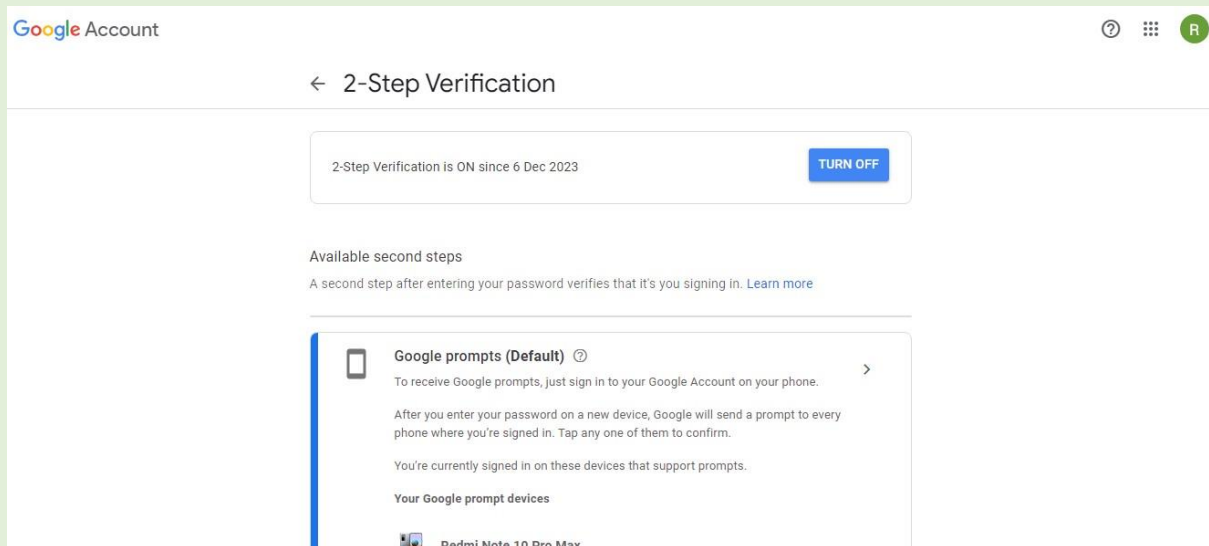 Google Account
R
2-Step Verification
2-Step Verification is ON since 6 Dec 2023
TURN OFF
Available second steps
A second step after entering your password verifies that it's you signing in. Learn more
Google prompts (Default)
To receive Google prompts, just sign in to your Google Account on your phone.
After you enter your password on a new device, Google will send a prompt to every
phone where you're signed in. Tap any one of them to confirm.
You're currently signed in on these devices that support prompts.
Your Google prompt devices
Redmi Note 10 Pro Max